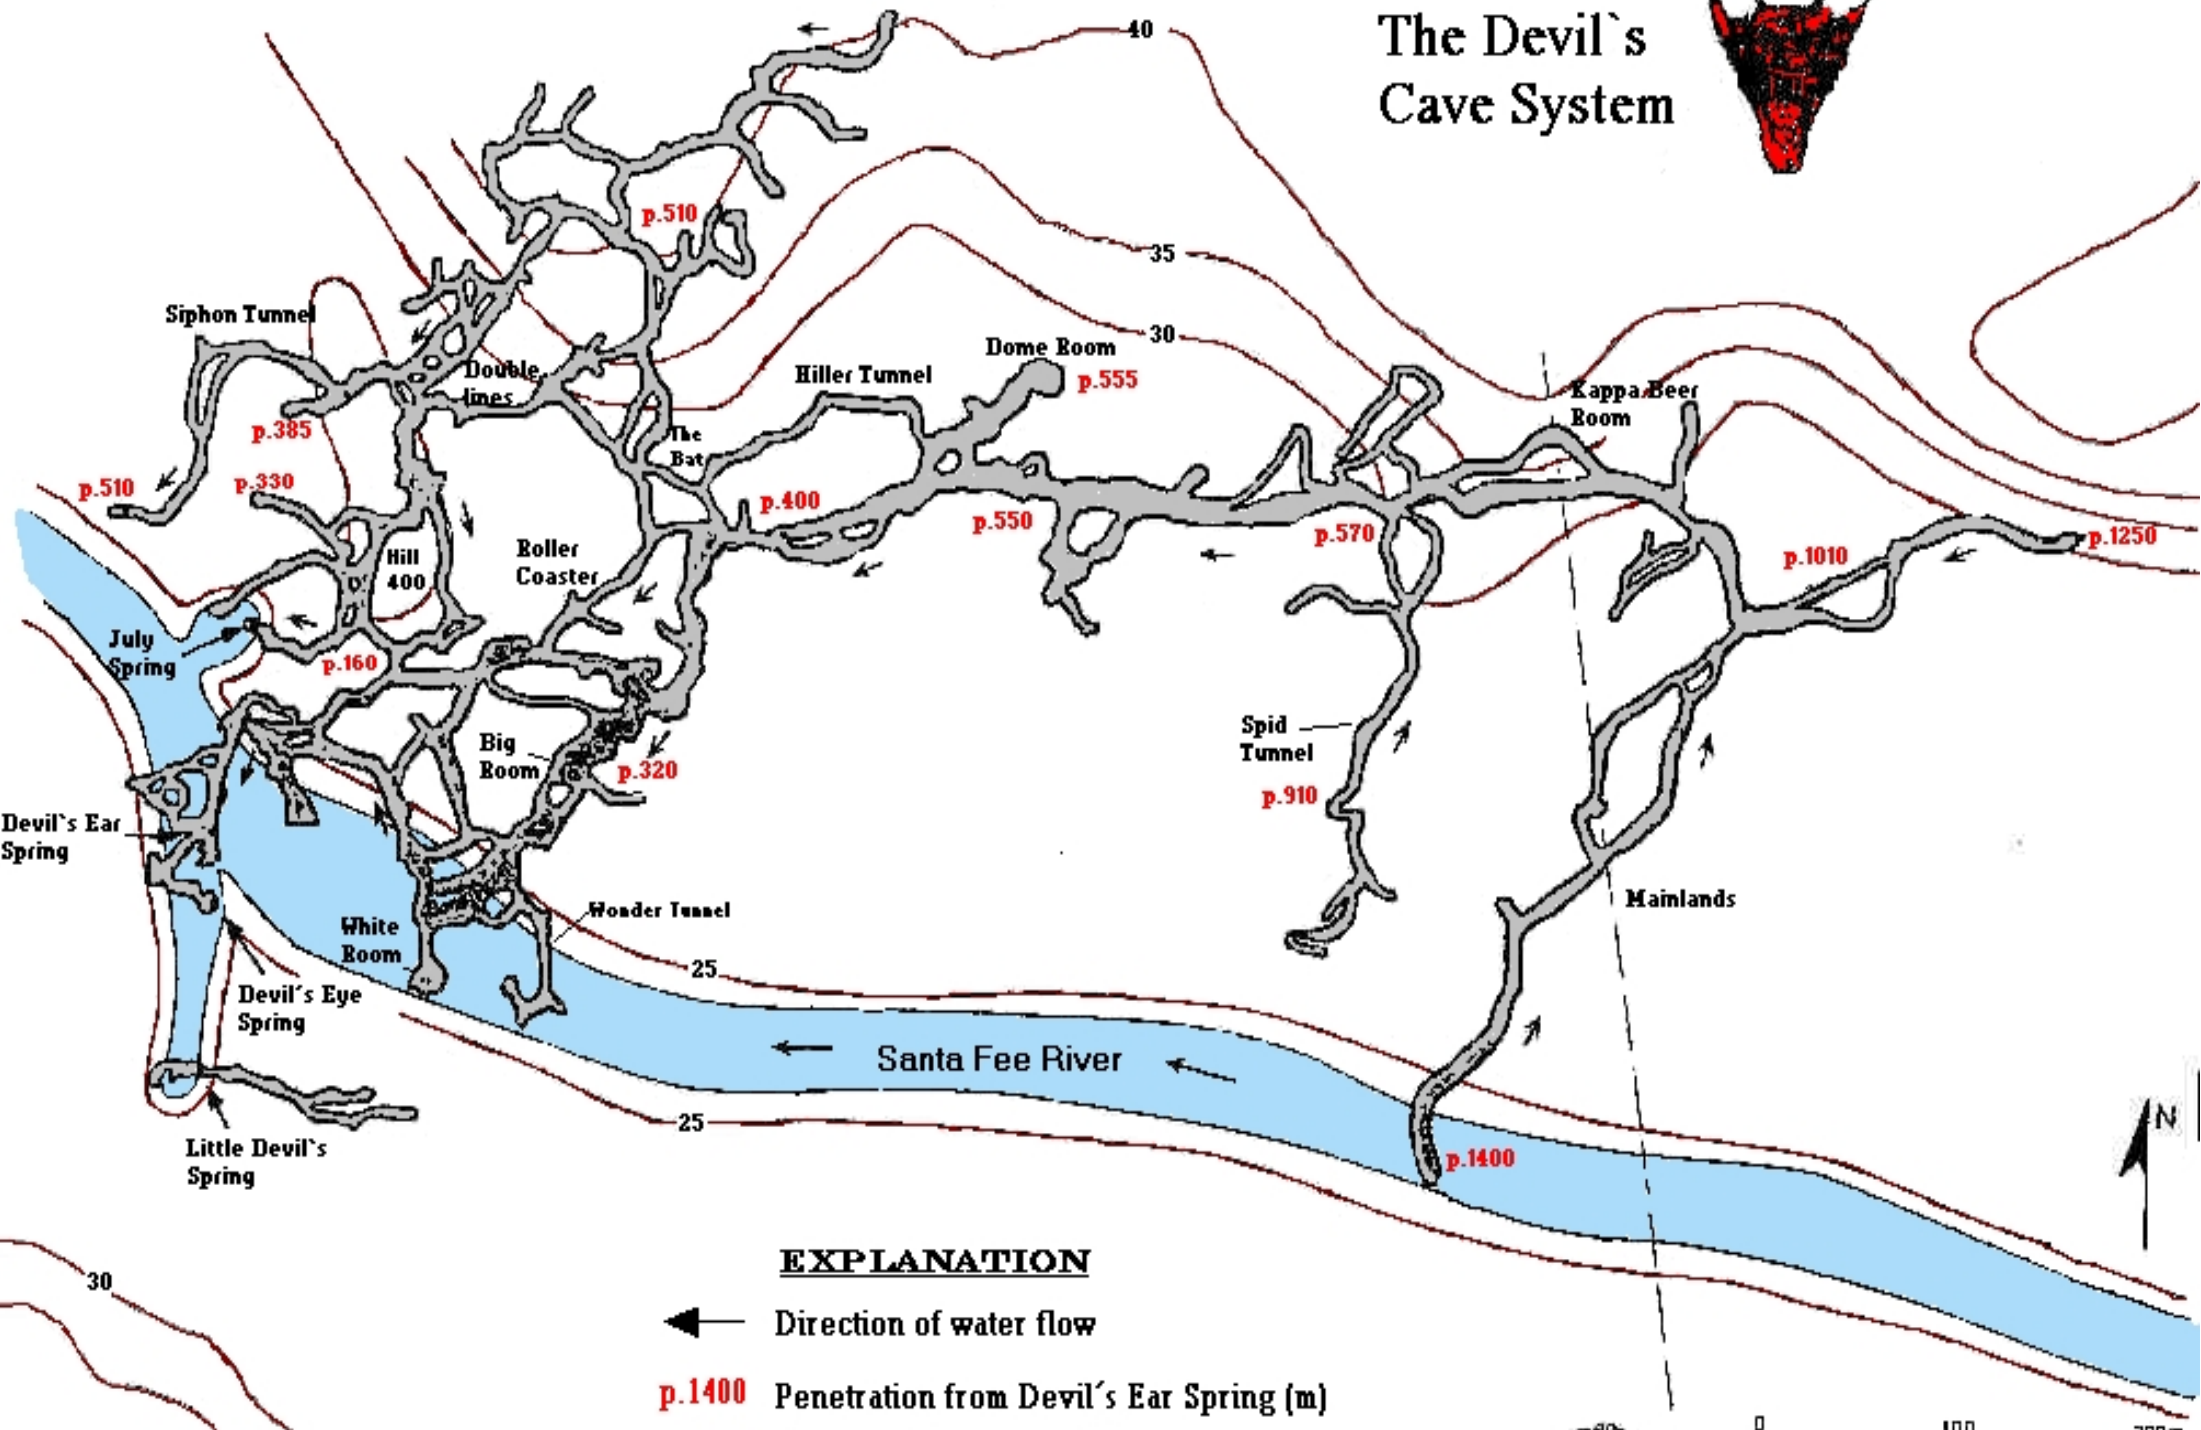 The Devil`s
Cave System
40
35
30
p.510
Siphon Tunnel
Dome Room
p.555
Hiller Tunnel
Double
lines
Kappa Beer
Room
p.385
The
Bat
p.510
p.330
p.400
p.550
p.570
p.1250
p.1010
Hill
400
Roller
Coaster
July
Spring
p.160
Big
Room
p.320
Spid
Tunnel
p.910
Devil`s Ear
Spring
Mainlands
Wonder Tunnel
White
Room
25
Devil´s Eye
Spring
Santa Fee River
25
Little Devil`s
Spring
p.1400
N
30
EXPLANATION
Direction of water flow
p.1400 Penetration from Devil´s Ear Spring (m)
0 100